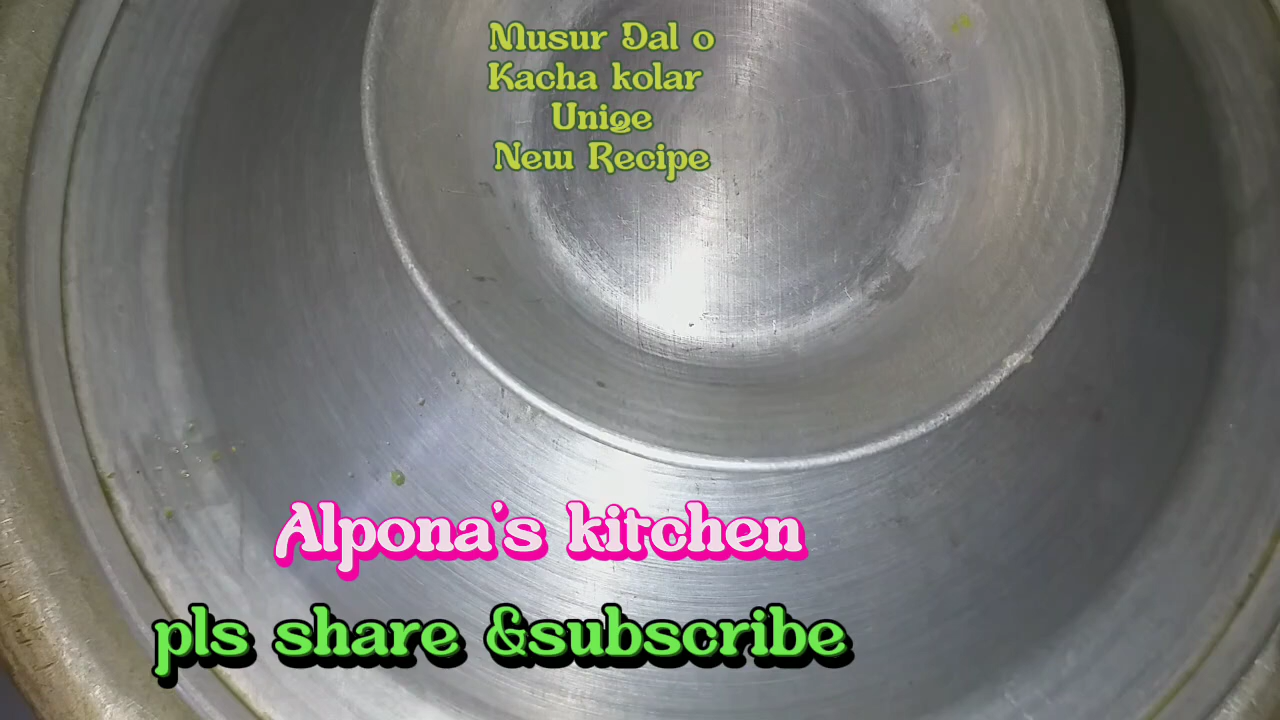 Musur Dal o
Kacha kolar
Uniqe
New Recipe
Alpona's kitchen
pls share &subscribe